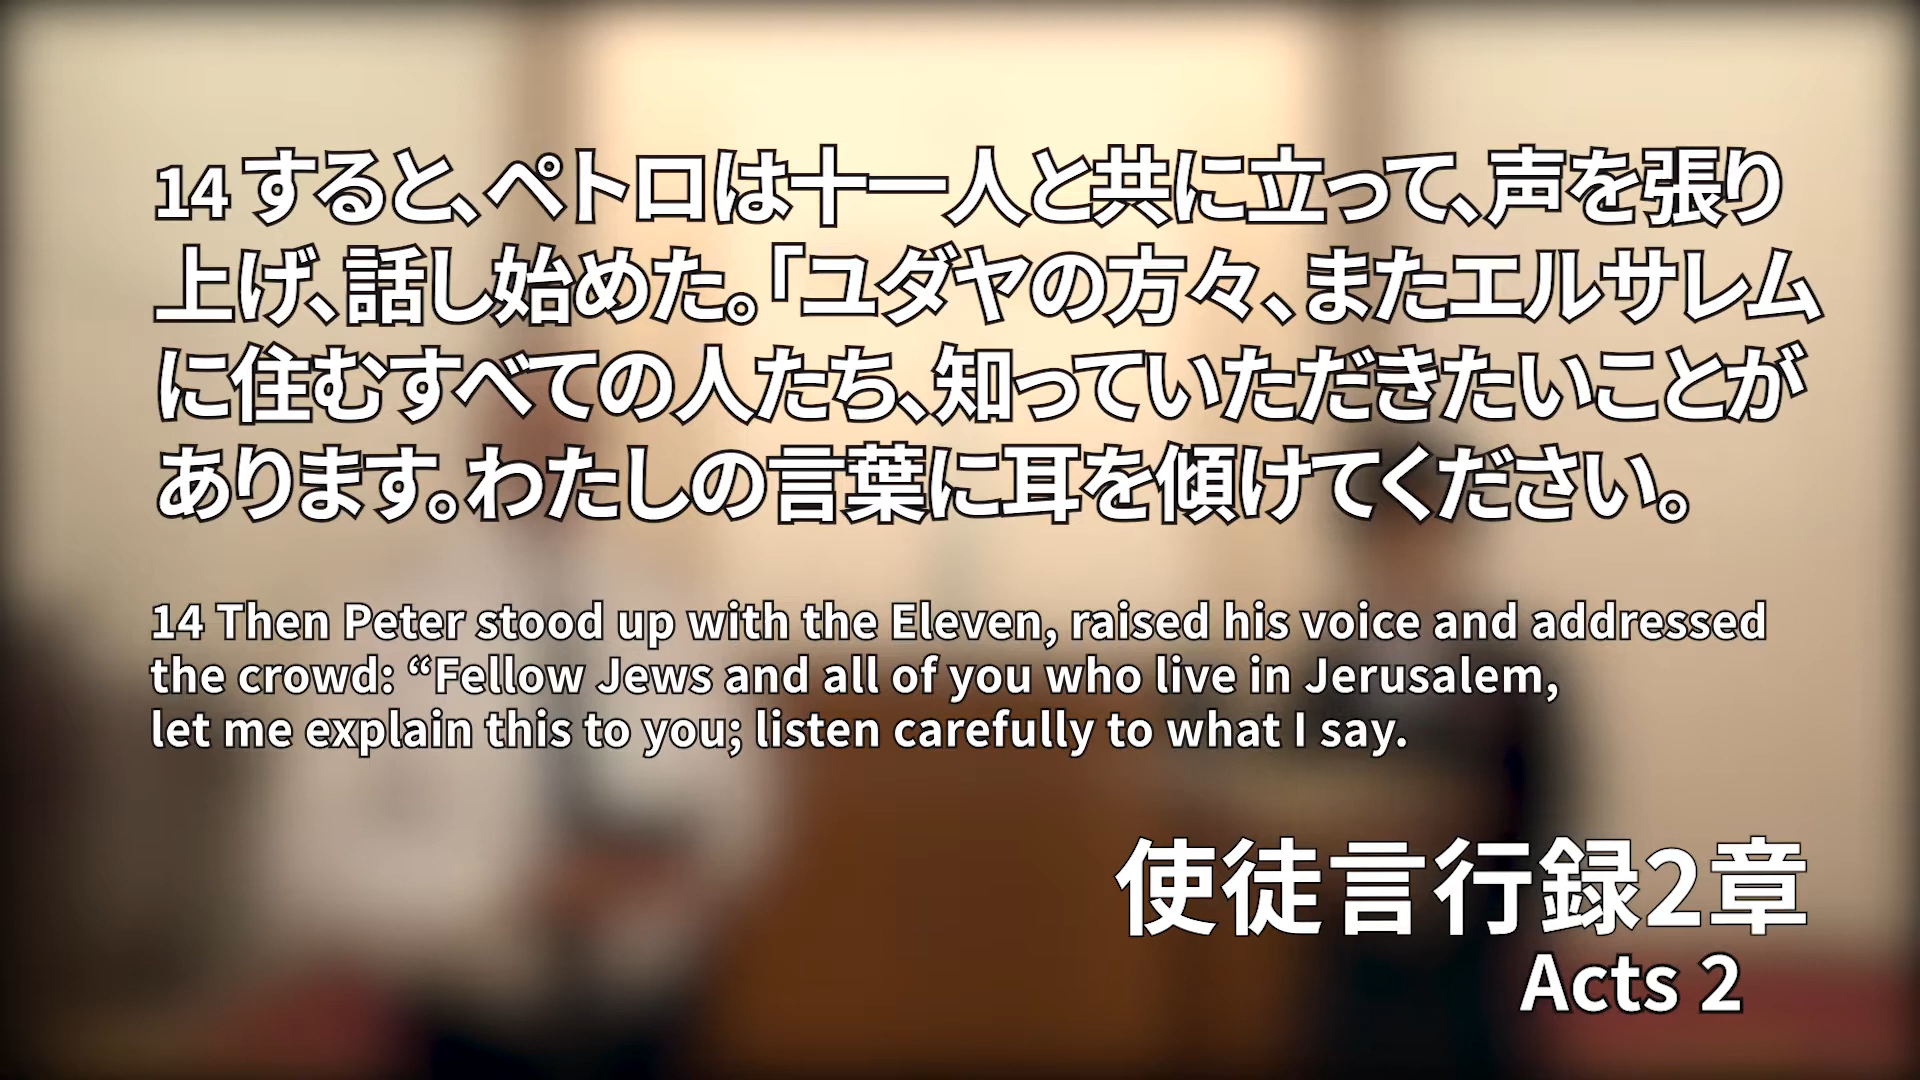 14 すると、ペトロは十一人と共に立って、声を張り
上げ、話し始めた。「ユダヤの方々、またエルサレム
に住むすべての人たち、知っていただきたいことが
あります。わたしの言葉に耳を傾けてください。
14 Then Peter stood up with the Eleven, raised his voice and addressed
the crowd: “Fellow Jews and all of you who live in Jerusalem,
let me explain this to you; listen carefully to what I say.
使徒言行録2章
Acts 2